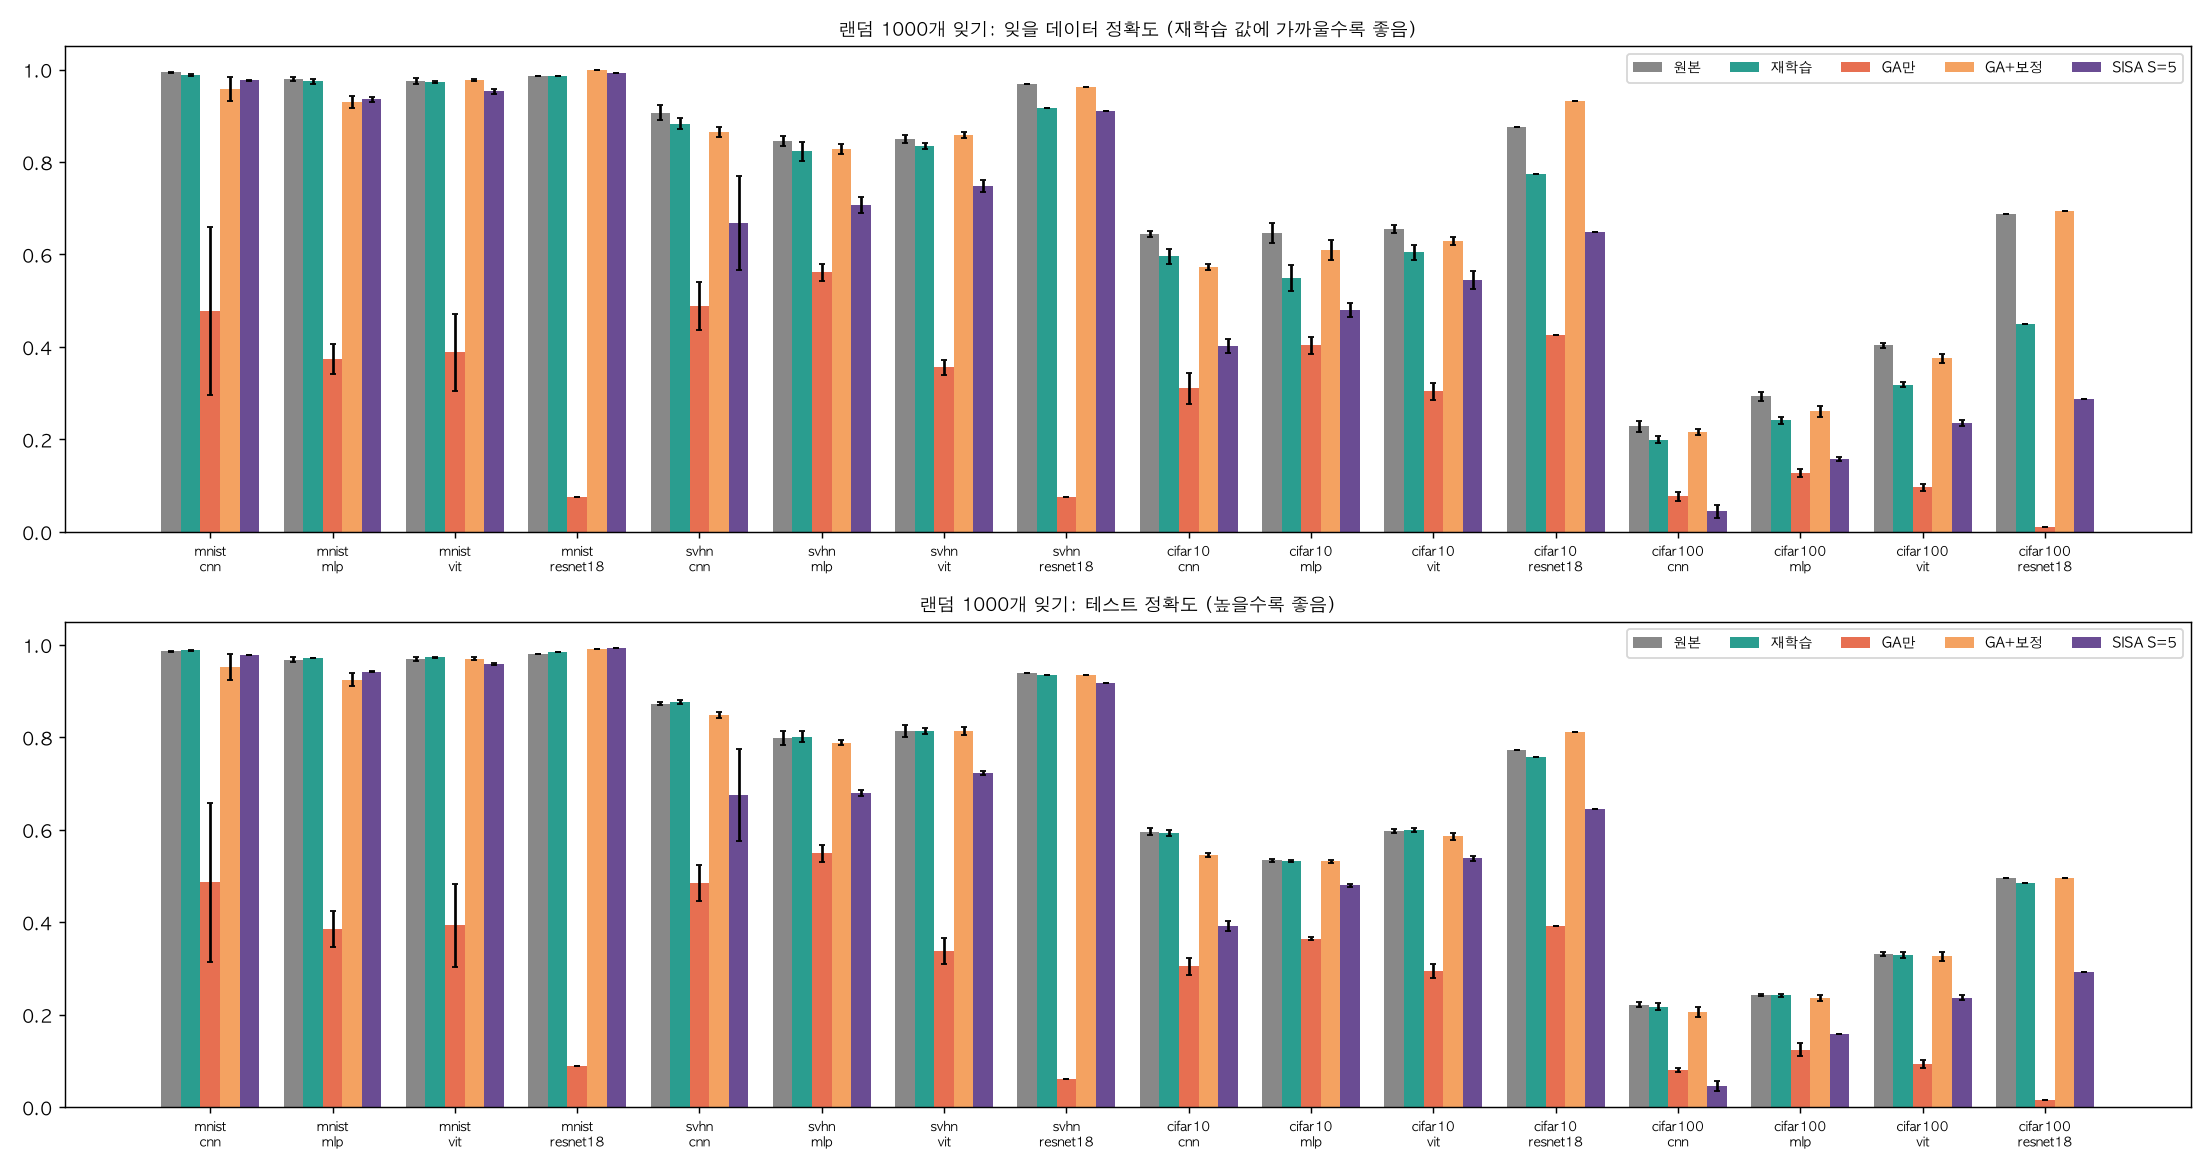 랜덤 1000개 잊기: 잊을 데이터 정확도 (재학습 값에 가까울수록 좋음)
원본 재학습 GA만 GA+보정 SISA S=5
1.0
0.8
0.6
0.4
0.2
0.0
mnist mnist mnist mnist svhn svhn svhn svhn cifar10 cifar10 cifar10 cifar10 cifar100 cifar100 cifar100 cifar100
cnn mlp vit resnet18 cnn mlp vit resnet18 cnn mlp vit resnet18 cnn mlp vit resnet18
랜덤 1000개 잊기: 테스트 정확도 (높을수록 좋음)
원본 재학습 GA만 GA+보정 SISA S=5
1.0
0.8
0.6
0.4
0.2
0.0
mnist mnist mnist mnist svhn svhn svhn svhn cifar10 cifar10 cifar10 cifar10 cifar100 cifar100 cifar100 cifar100
cnn mlp vit resnet18 cnn mlp vit resnet18 cnn mlp vit resnet18 cnn mlp vit resnet18